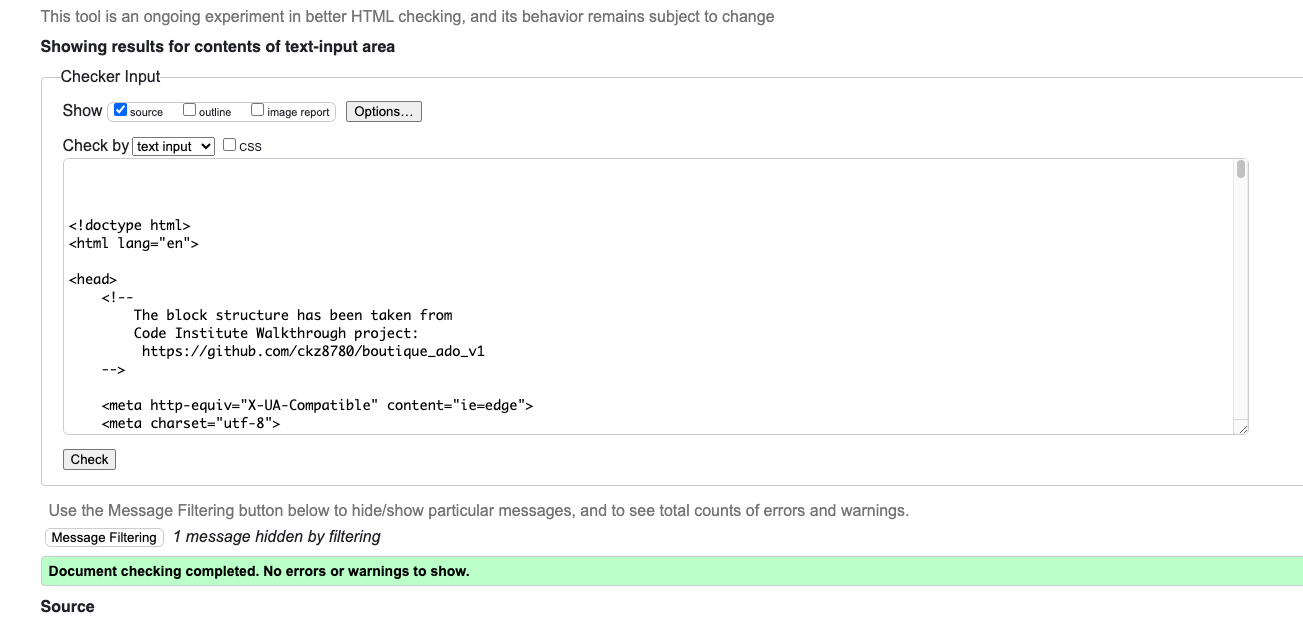 This tool is an ongoing experiment in better HTML checking, and its behavior remains subject to change
Showing results for contents of text-input area
Checker Input
Show source outline image report Options...
Check by text input css
<!doctype html>
<html lang="en">
<head>
<!--
The block structure has been taken from
Code Institute Walkthrough project:
https://github.com/ckz8780/boutique_ado_v1
-->
<meta http-equiv="X-UA-Compatible" content="ie=edge">
<meta charset="utf-8">
Check
Use the Message Filtering button below to hide/show particular messages, and to see total counts of errors and warnings.
Message Filtering 1 message hidden by filtering
Document checking completed. No errors or warnings to show.
Source